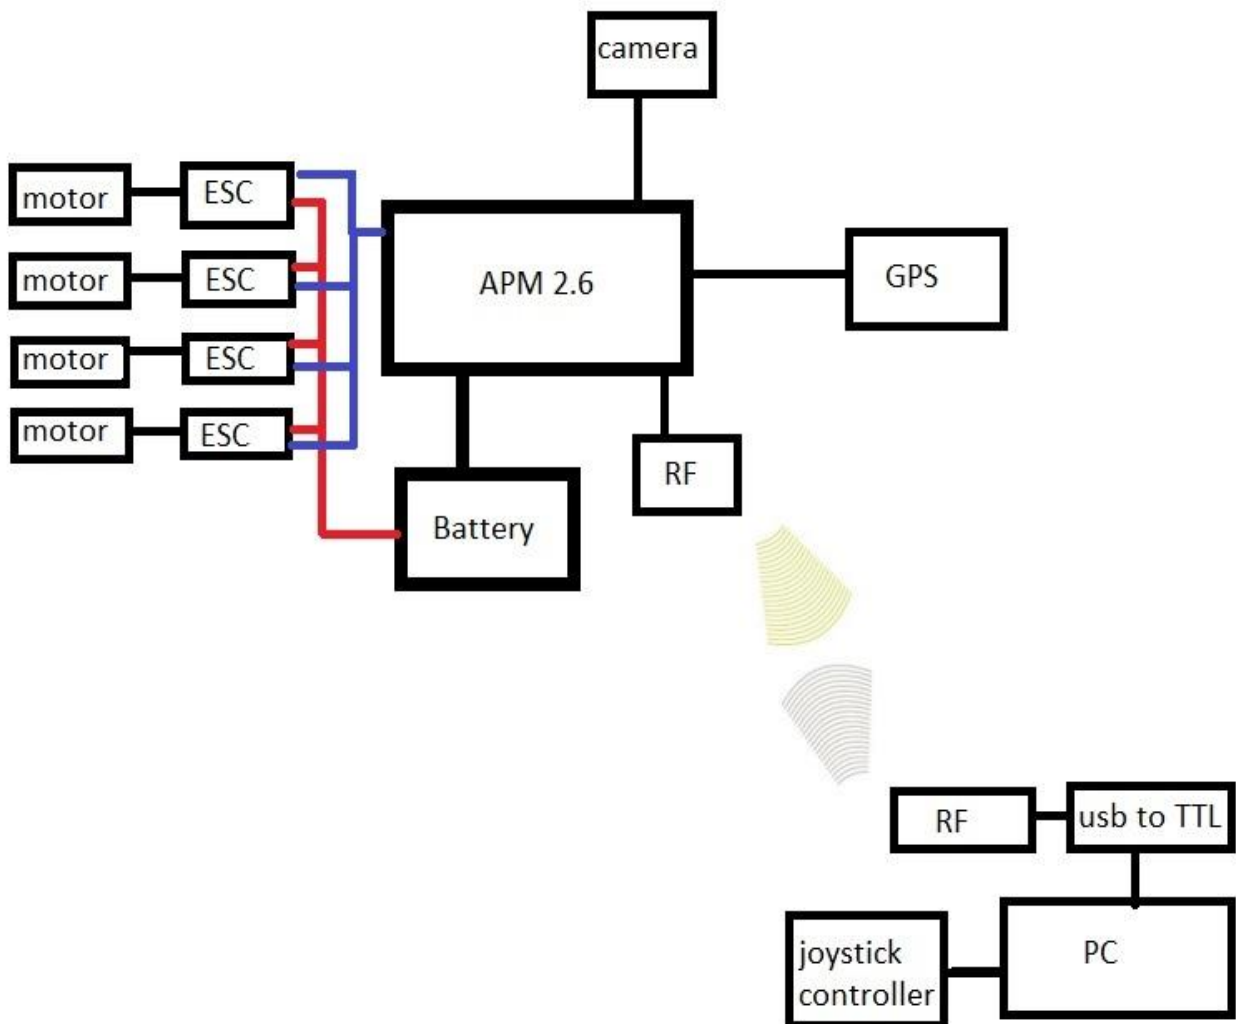 camera
motor
ESC
motor
ESC
motor
ESC
motor
ESC
APM 2.6
GPS
RF
Battery
RF
usb to TTL
joystick
controller
PC